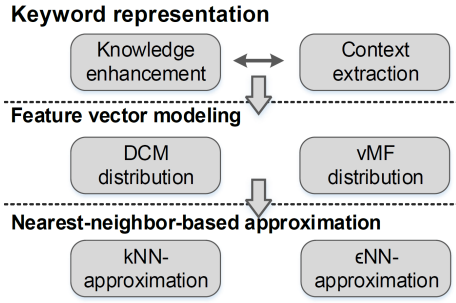 Keyword representation
Knowledge enhancement
Context extraction
Feature vector modeling
DCM distribution
vMF distribution
Nearest-neighbor-based approximation
kNN-approximation
ϵNN-approximation